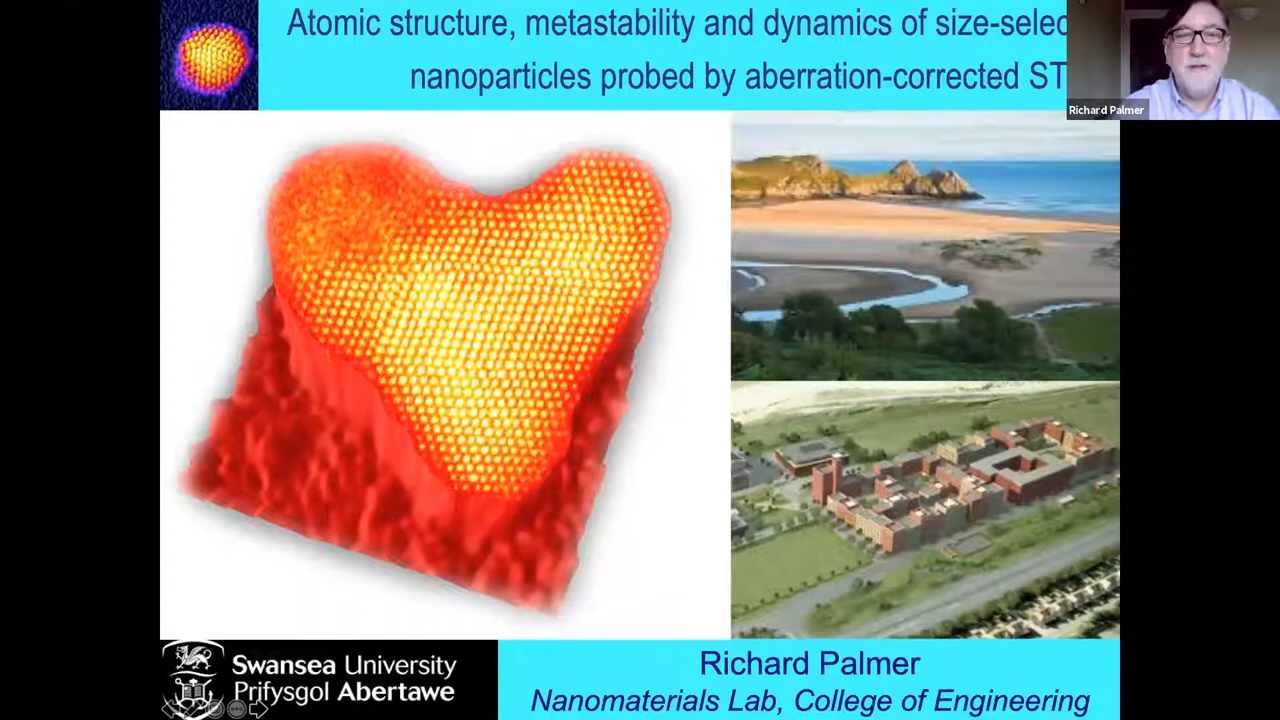 Atomic structure, metastability and dynamics of size-selec
nanoparticles probed by aberration-corrected ST
Richard Palmer
Swansea University
Prifysgol Abertawe
Richard Palmer
Nanomaterials Lab, College of Engineering